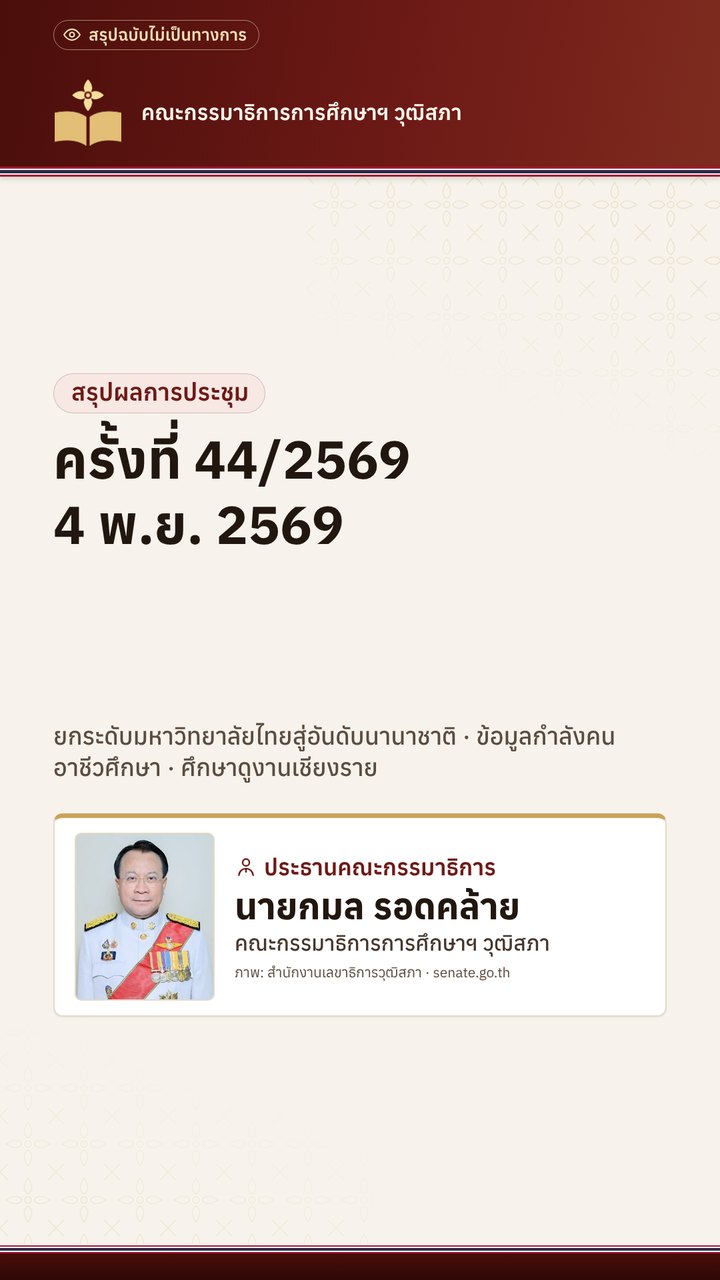 สรุปฉบับไม่เป็นทางการ
คณะกรรมาธิการการศึกษาฯ วุฒิสภา
สรุปผลการประชุม
ครั้งที่ 44/2569
4 พ.ย. 2569
ยกระดับมหาวิทยาลัยไทยสู่อันดับนานาชาติ · ข้อมูลกำลังคน
อาชีวศึกษา · ศึกษาดูงานเชียงราย
ประธานคณะกรรมาธิการ
นายกมล รอดคล้าย
คณะกรรมาธิการการศึกษาฯ วุฒิสภา
ภาพ: สำนักงานเลขาธิการวุฒิสภา · senate.go.th